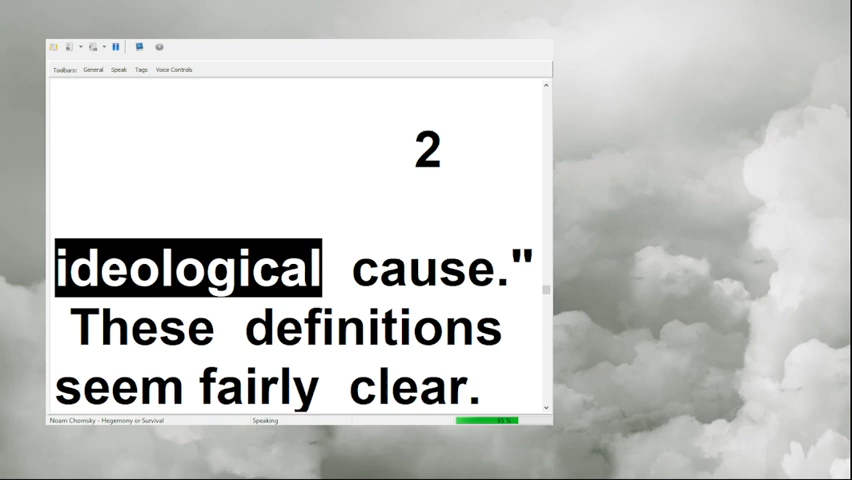 Toolbars: General Speak Tags Voice Controls
2
ideological cause."
These definitions
seem fairly clear.
Noam Chomsky - Hegemony or Survival Speaking